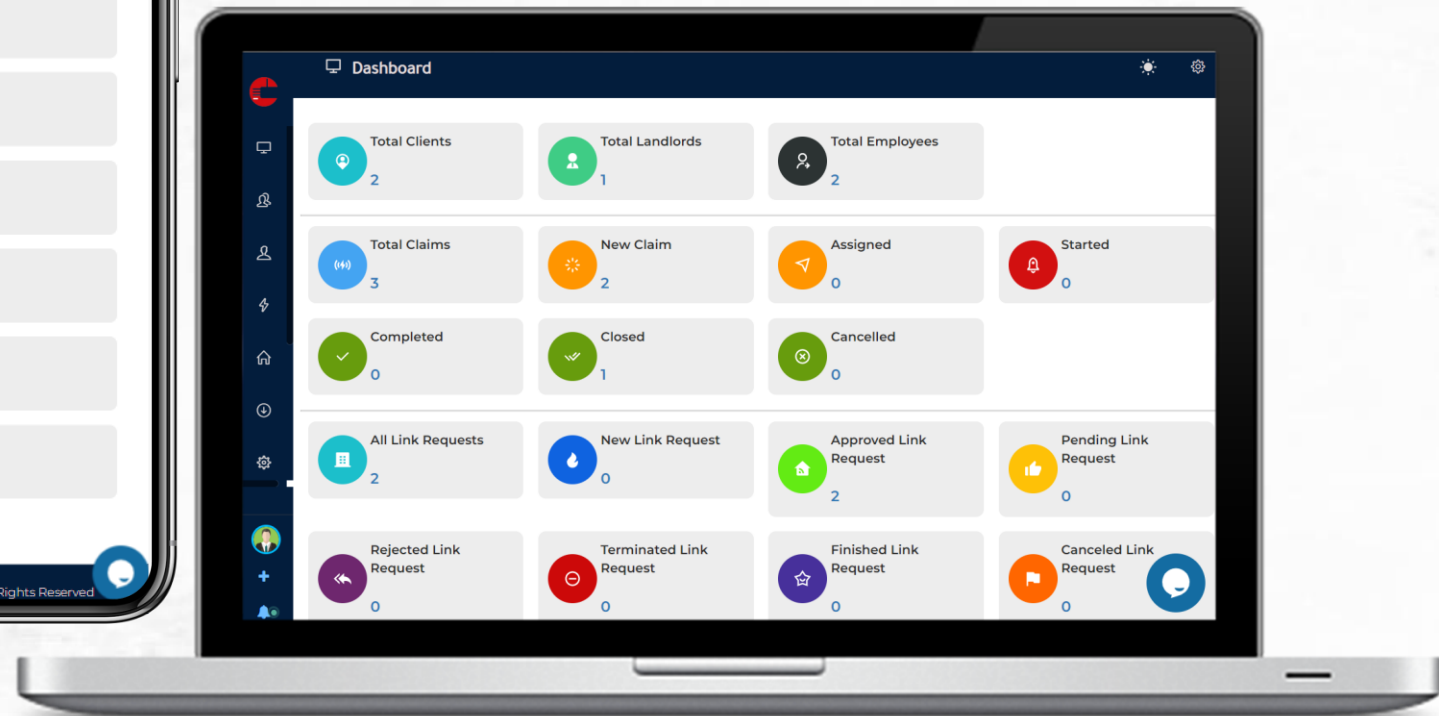 Dashboard
Total Clients
2
Total Landlords
1
Total Employees
2
Total Claims
3
New Claim
2
Assigned
0
Started
0
Completed
0
Closed
1
Cancelled
0
All Link Requests
2
New Link Request
0
Approved Link
Request
2
Pending Link
Request
0
Rejected Link
Request
0
Terminated Link
Request
0
Finished Link
Request
0
Canceled Link
Request
0
Rights Reserved